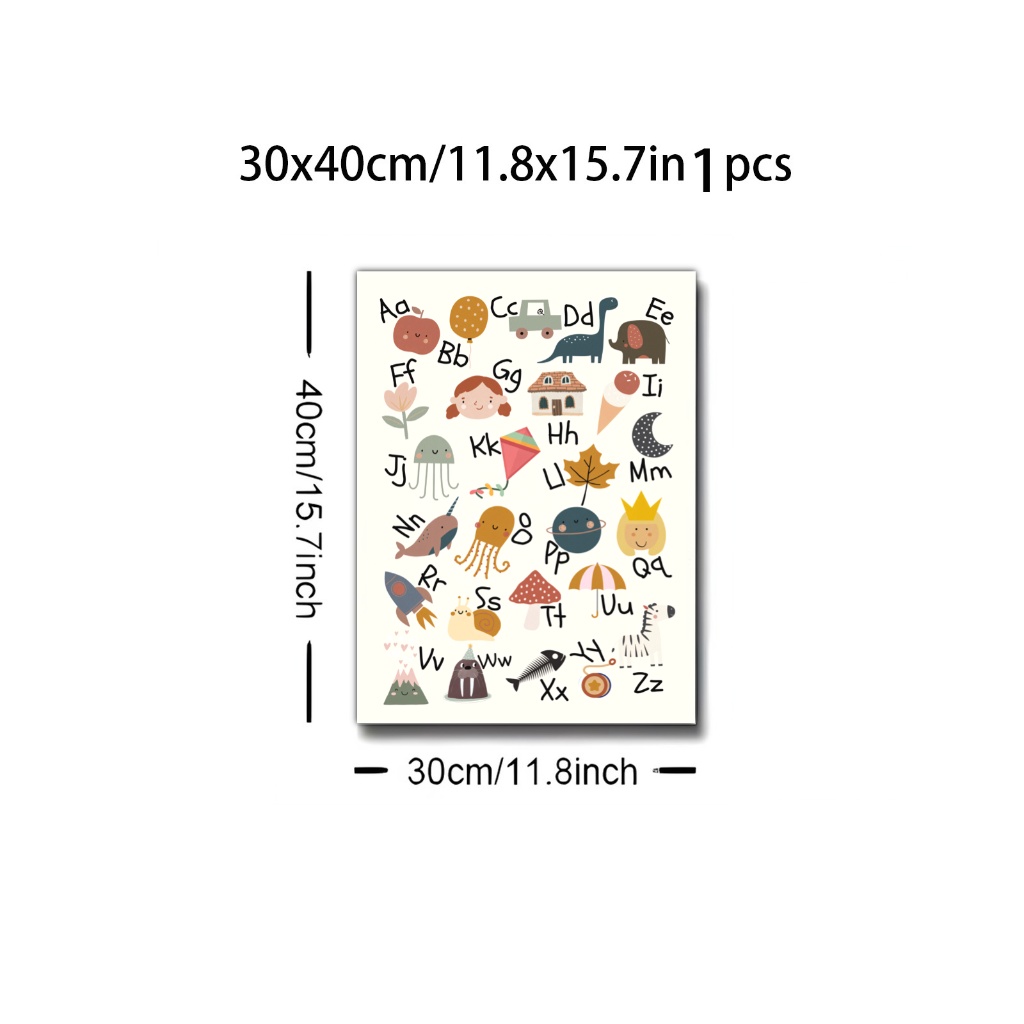 30x40cm/11.8x15.7in 1 pcs
40cm/15.7inch
Aa
Bb
Cc
Dd
Ee
Ff
Gg
Hh
Ii
Jj
Kk
Ll
Mm
Nn
Oo
Pp
Qq
Rr
Ss
Tt
Uu
Vv
Ww
Xx
Yy
Zz
30cm/11.8inch